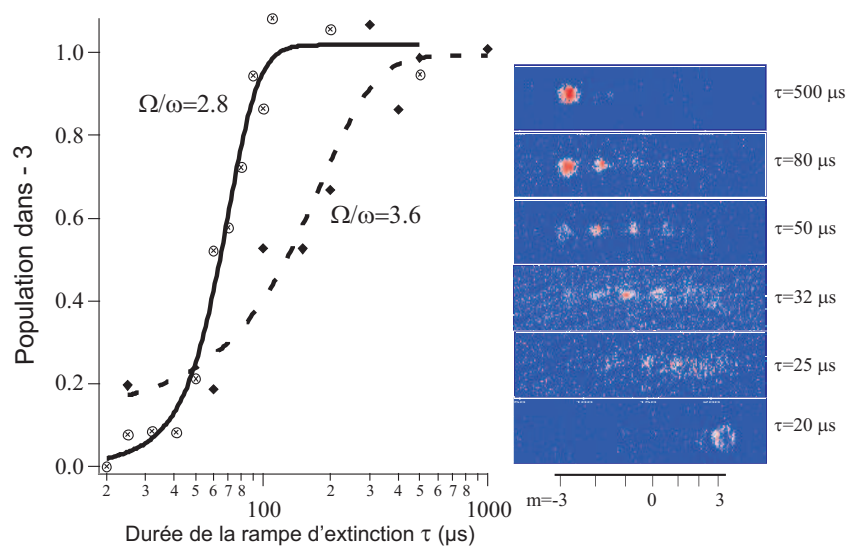 Population dans - 3
1.0
0.8
0.6
0.4
0.2
0.0
Ω/ω=2.8
Ω/ω=3.6
2 3 4 5 6 7 8 100 2 3 4 5 6 7 8 1000
Durée de la rampe d'extinction τ (µs)
τ=500 µs
τ=80 µs
τ=50 µs
τ=32 µs
τ=25 µs
τ=20 µs
m=-3 0 3